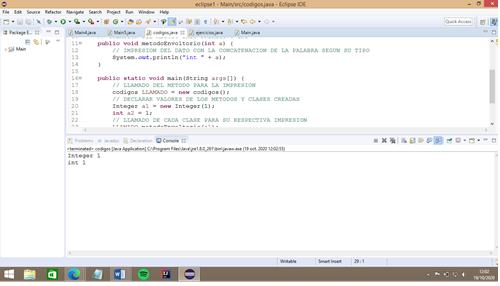 eclipse1 - Main/src/codigos.java - Eclipse IDE
File Edit Source Refactor Navigate Search Project Run Window Help
Quick Access
Package E...
Main4.java Main5.java codigos.java ejercicios.java Main.java
Main
11 public void metodoEnvoltorio(int a) {
12 // IMPRESION DEL DATO CON LA CONCATENACION DE LA PALABRA SEGUN SU TIPO
13 System.out.println("int " + a);
14 }
15
16 public static void main(String args[]) {
17 // LLAMADO DEL METODO PARA LA IMPRESION
18 codigos LLAMADO = new codigos();
19 // DECLARAR VALORES DE LOS METODOS Y CLASES CREADAS
20 Integer a1 = new Integer(1);
21 int a2 = 1;
22 // LLAMADO DE CADA CLASE PARA SU RESPECTIVA IMPRESION
Problems Javadoc Declaration Console
<terminated> codigos [Java Application] C:\Program Files\Java\jre1.8.0_261\bin\javaw.exe (19 oct. 2020 12:02:55)
Integer 1
int 1
Writable Smart Insert 29 : 1
12:02
19/10/2020